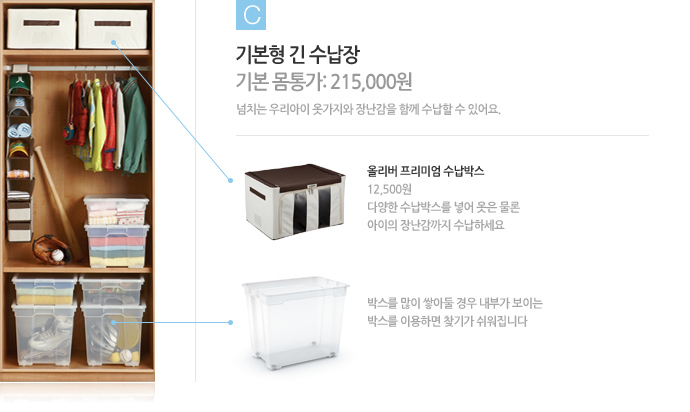 C
기본형 긴 수납장
기본 몸통가: 215,000원
넘치는 우리아이 옷가지와 장난감을 함께 수납할 수 있어요.
올리버 프리미엄 수납박스
12,500원
다양한 수납박스를 넣어 옷은 물론
아이의 장난감까지 수납하세요
박스를 많이 쌓아둘 경우 내부가 보이는
박스를 이용하면 찾기가 쉬워집니다